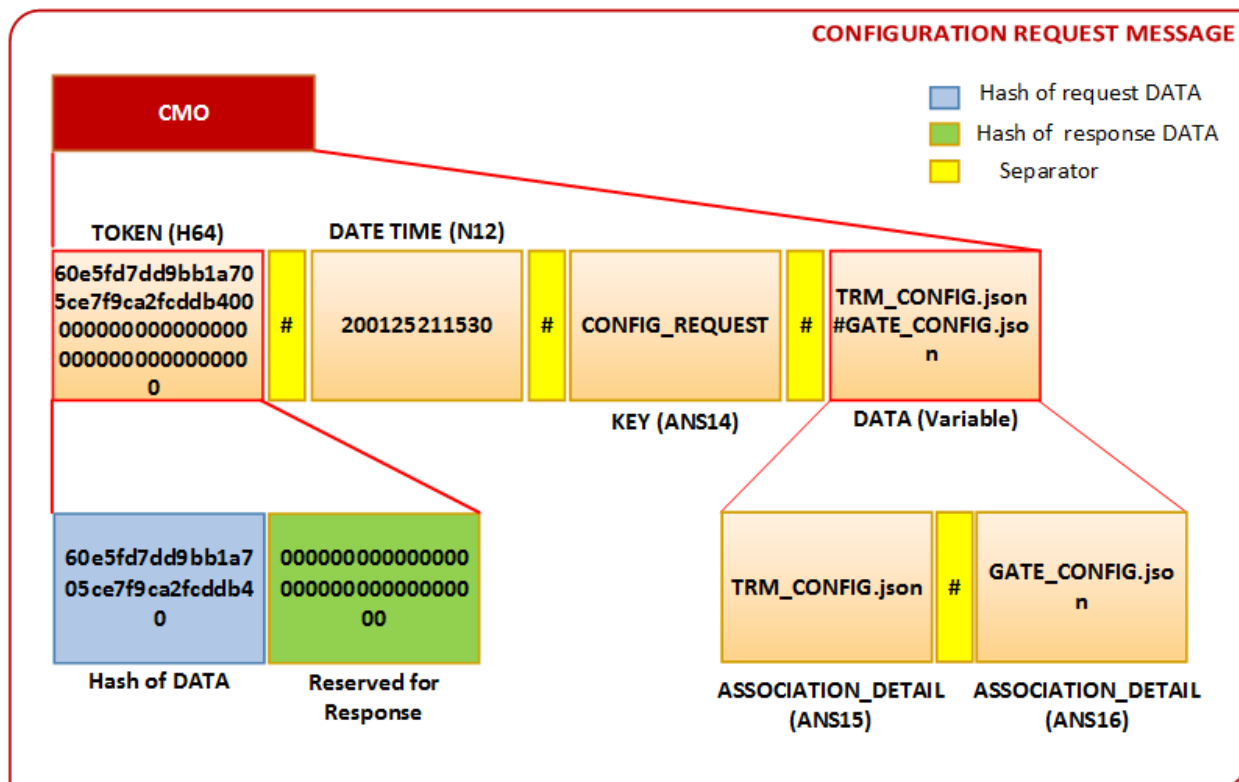 CONFIGURATION REQUEST MESSAGE
CMO
Hash of request DATA
Hash of response DATA
Separator
TOKEN (H64)
DATE TIME (N12)
60e5fd7dd9bb1a70
5ce7f9ca2fcddb400
000000000000000
000000000000000
0
#
200125211530
#
CONFIG_REQUEST
#
TRM_CONFIG.json
#GATE_CONFIG.jso
n
KEY (ANS14)
DATA (Variable)
60e5fd7dd9bb1a7
05ce7f9ca2fcddb4
0
000000000000000
000000000000000
00
TRM_CONFIG.json
#
GATE_CONFIG.jso
n
Hash of DATA
Reserved for
Response
ASSOCIATION_DETAIL
(ANS15)
ASSOCIATION_DETAIL
(ANS16)